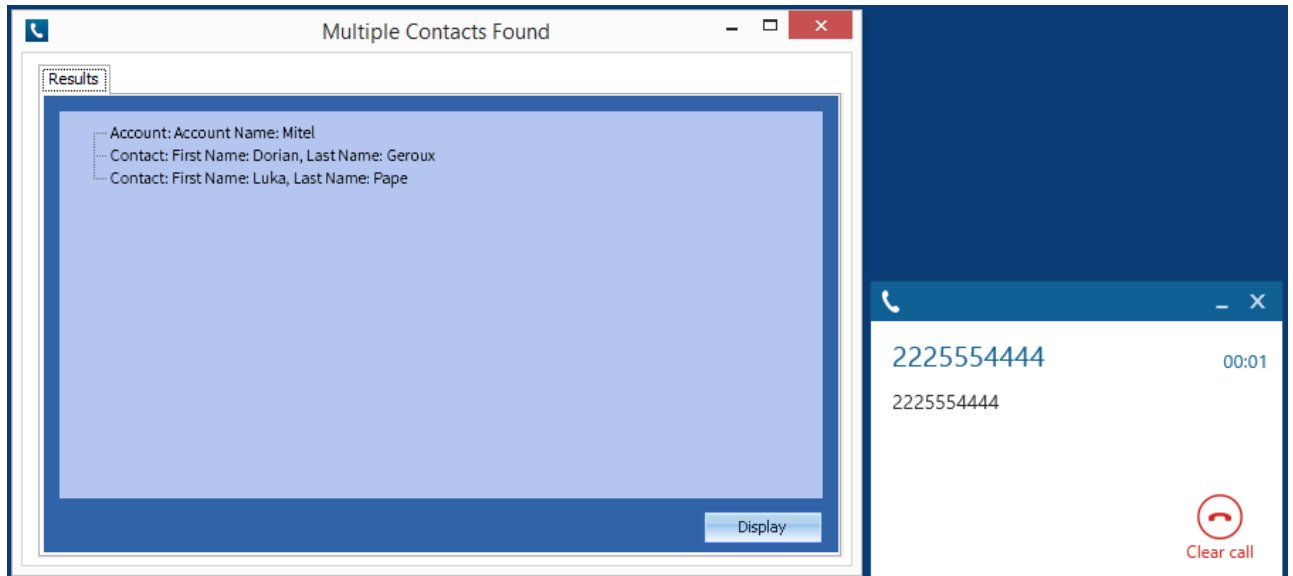 Multiple Contacts Found
Results
Account: Account Name: Mitel
Contact: First Name: Dorian, Last Name: Geroux
Contact: First Name: Luka, Last Name: Pape
Display
2225554444
00:01
2225554444
Clear call